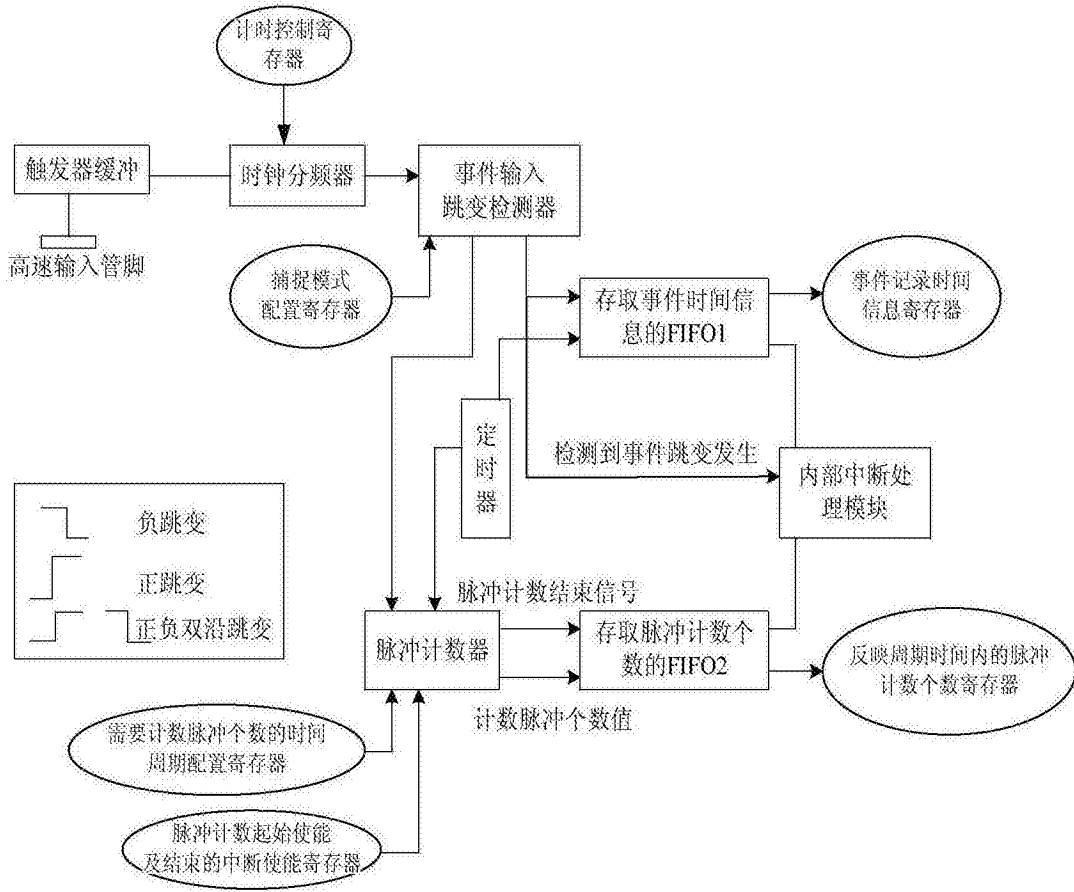 计时控制寄
存器
触发器缓冲
时钟分频器
事件输入
跳变检测器
高速输入管脚
捕捉模式
配置寄存器
存取事件时间信
息的FIFO1
事件记录时间
信息寄存器
定
时
器
检测到事件跳变发生
内部中断处
理模块
负跳变
正跳变
正负双沿跳变
脉冲计数结束信号
脉冲计数器
存取脉冲计数个
数的FIFO2
反映周期时间内的脉冲
计数个数寄存器
计数脉冲个数值
需要计数脉冲个数的时间
周期配置寄存器
脉冲计数起始使能
及结束的中断使能寄存器